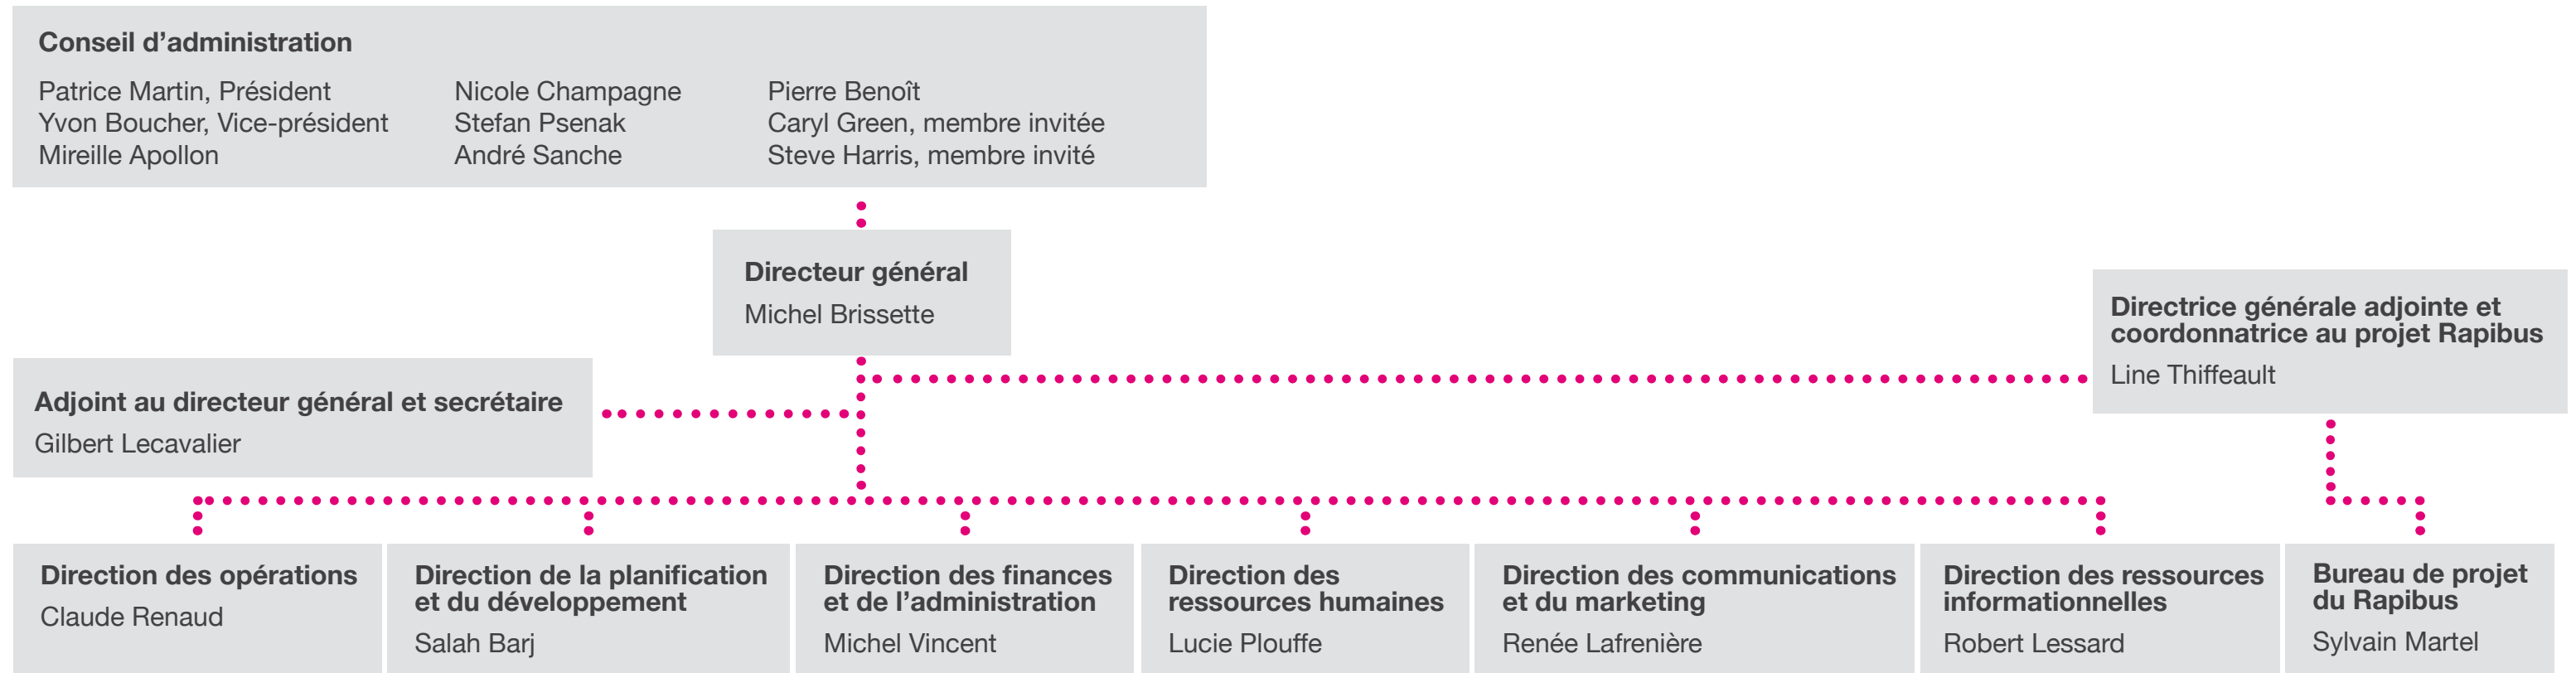 Conseil d’administration
Patrice Martin, Président
Yvon Boucher, Vice-président
Mireille Apollon
Nicole Champagne
Stefan Psenak
André Sanche
Pierre Benoît
Caryl Green, membre invitée
Steve Harris, membre invité
Directeur général
Michel Brissette
Directrice générale adjointe et
coordonnatrice au projet Rapibus
Line Thiffeault
Adjoint au directeur général et secrétaire
Gilbert Lecavalier
Direction des opérations
Claude Renaud
Direction de la planification
et du développement
Salah Barj
Direction des finances
et de l’administration
Michel Vincent
Direction des
ressources humaines
Lucie Plouffe
Direction des communications
et du marketing
Renée Lafrenière
Direction des ressources
informationnelles
Robert Lessard
Bureau de projet
du Rapibus
Sylvain Martel